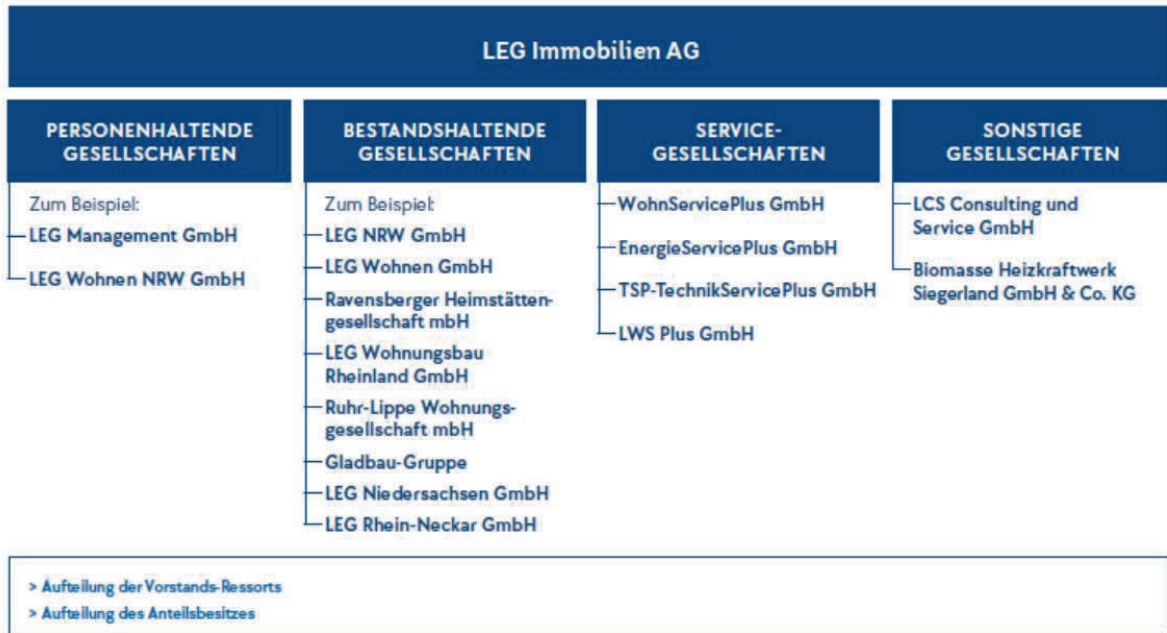 LEG Immobilien AG
PERSONENHALTENDE
GESELLSCHAFTEN
Zum Beispiel:
LEG Management GmbH
LEG Wohnen NRW GmbH
BESTANDSHALTENDE
GESELLSCHAFTEN
Zum Beispiel:
LEG NRW GmbH
LEG Wohnen GmbH
Ravensberger Heimstätten-
gesellschaft mbH
LEG Wohnungsbau
Rheinland GmbH
Ruhr-Lippe Wohnungs-
gesellschaft mbH
Gladbau-Gruppe
LEG Niedersachsen GmbH
LEG Rhein-Neckar GmbH
SERVICE-
GESELLSCHAFTEN
WohnServicePlus GmbH
EnergieServicePlus GmbH
TSP-TechnikServicePlus GmbH
LWS Plus GmbH
SONSTIGE
GESELLSCHAFTEN
LCS Consulting und
Service GmbH
Biomasse Heizkraftwerk
Siegerland GmbH & Co. KG
> Aufteilung der Vorstands-Ressorts
> Aufteilung des Anteilsbesitzes